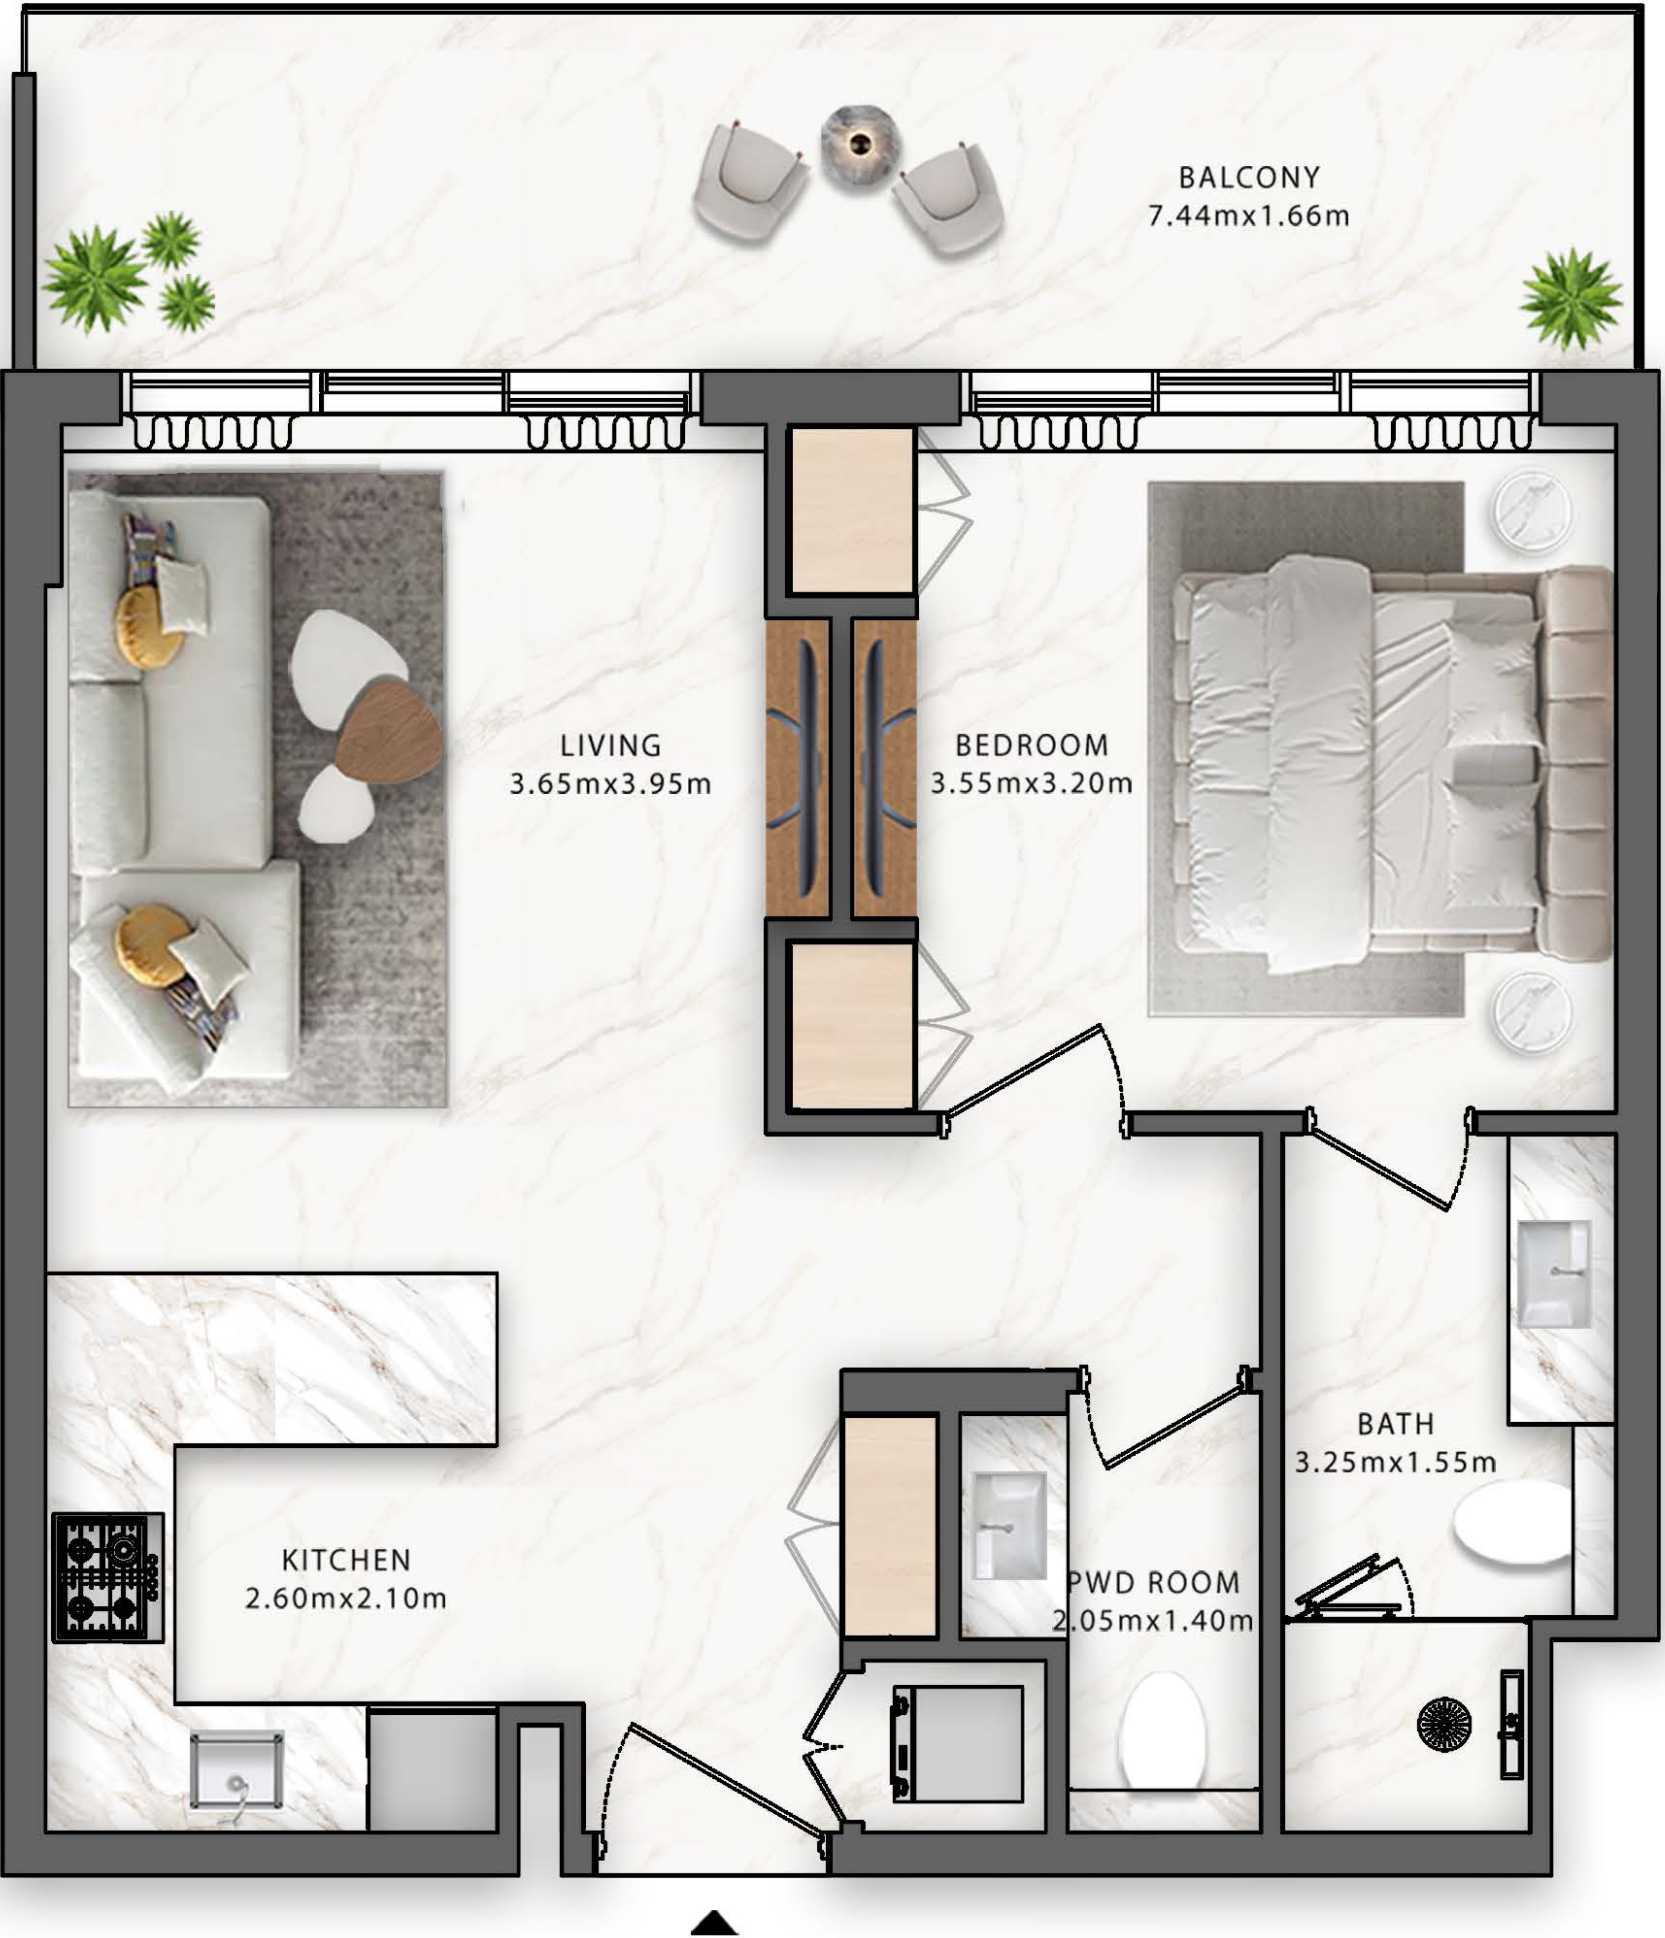 BALCONY
7.44mx1.66m
LIVING
3.65mx3.95m
BEDROOM
3.55mx3.20m
BATH
3.25mx1.55m
KITCHEN
2.60mx2.10m
PWD ROOM
2.05mx1.40m